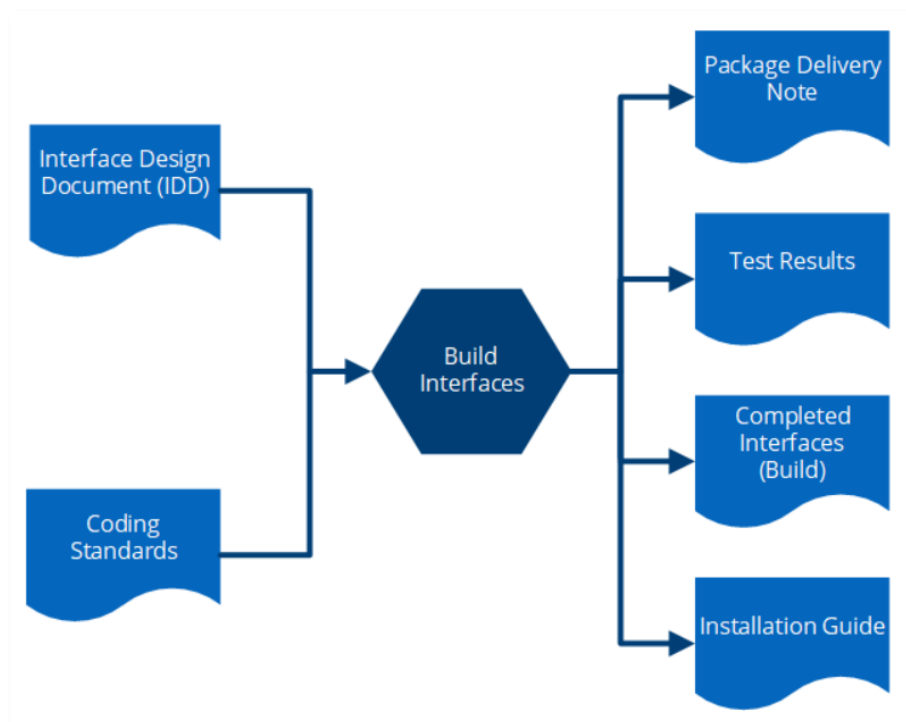 Interface Design
Document (IDD)
Coding
Standards
Build
Interfaces
Package Delivery
Note
Test Results
Completed
Interfaces
(Build)
Installation Guide